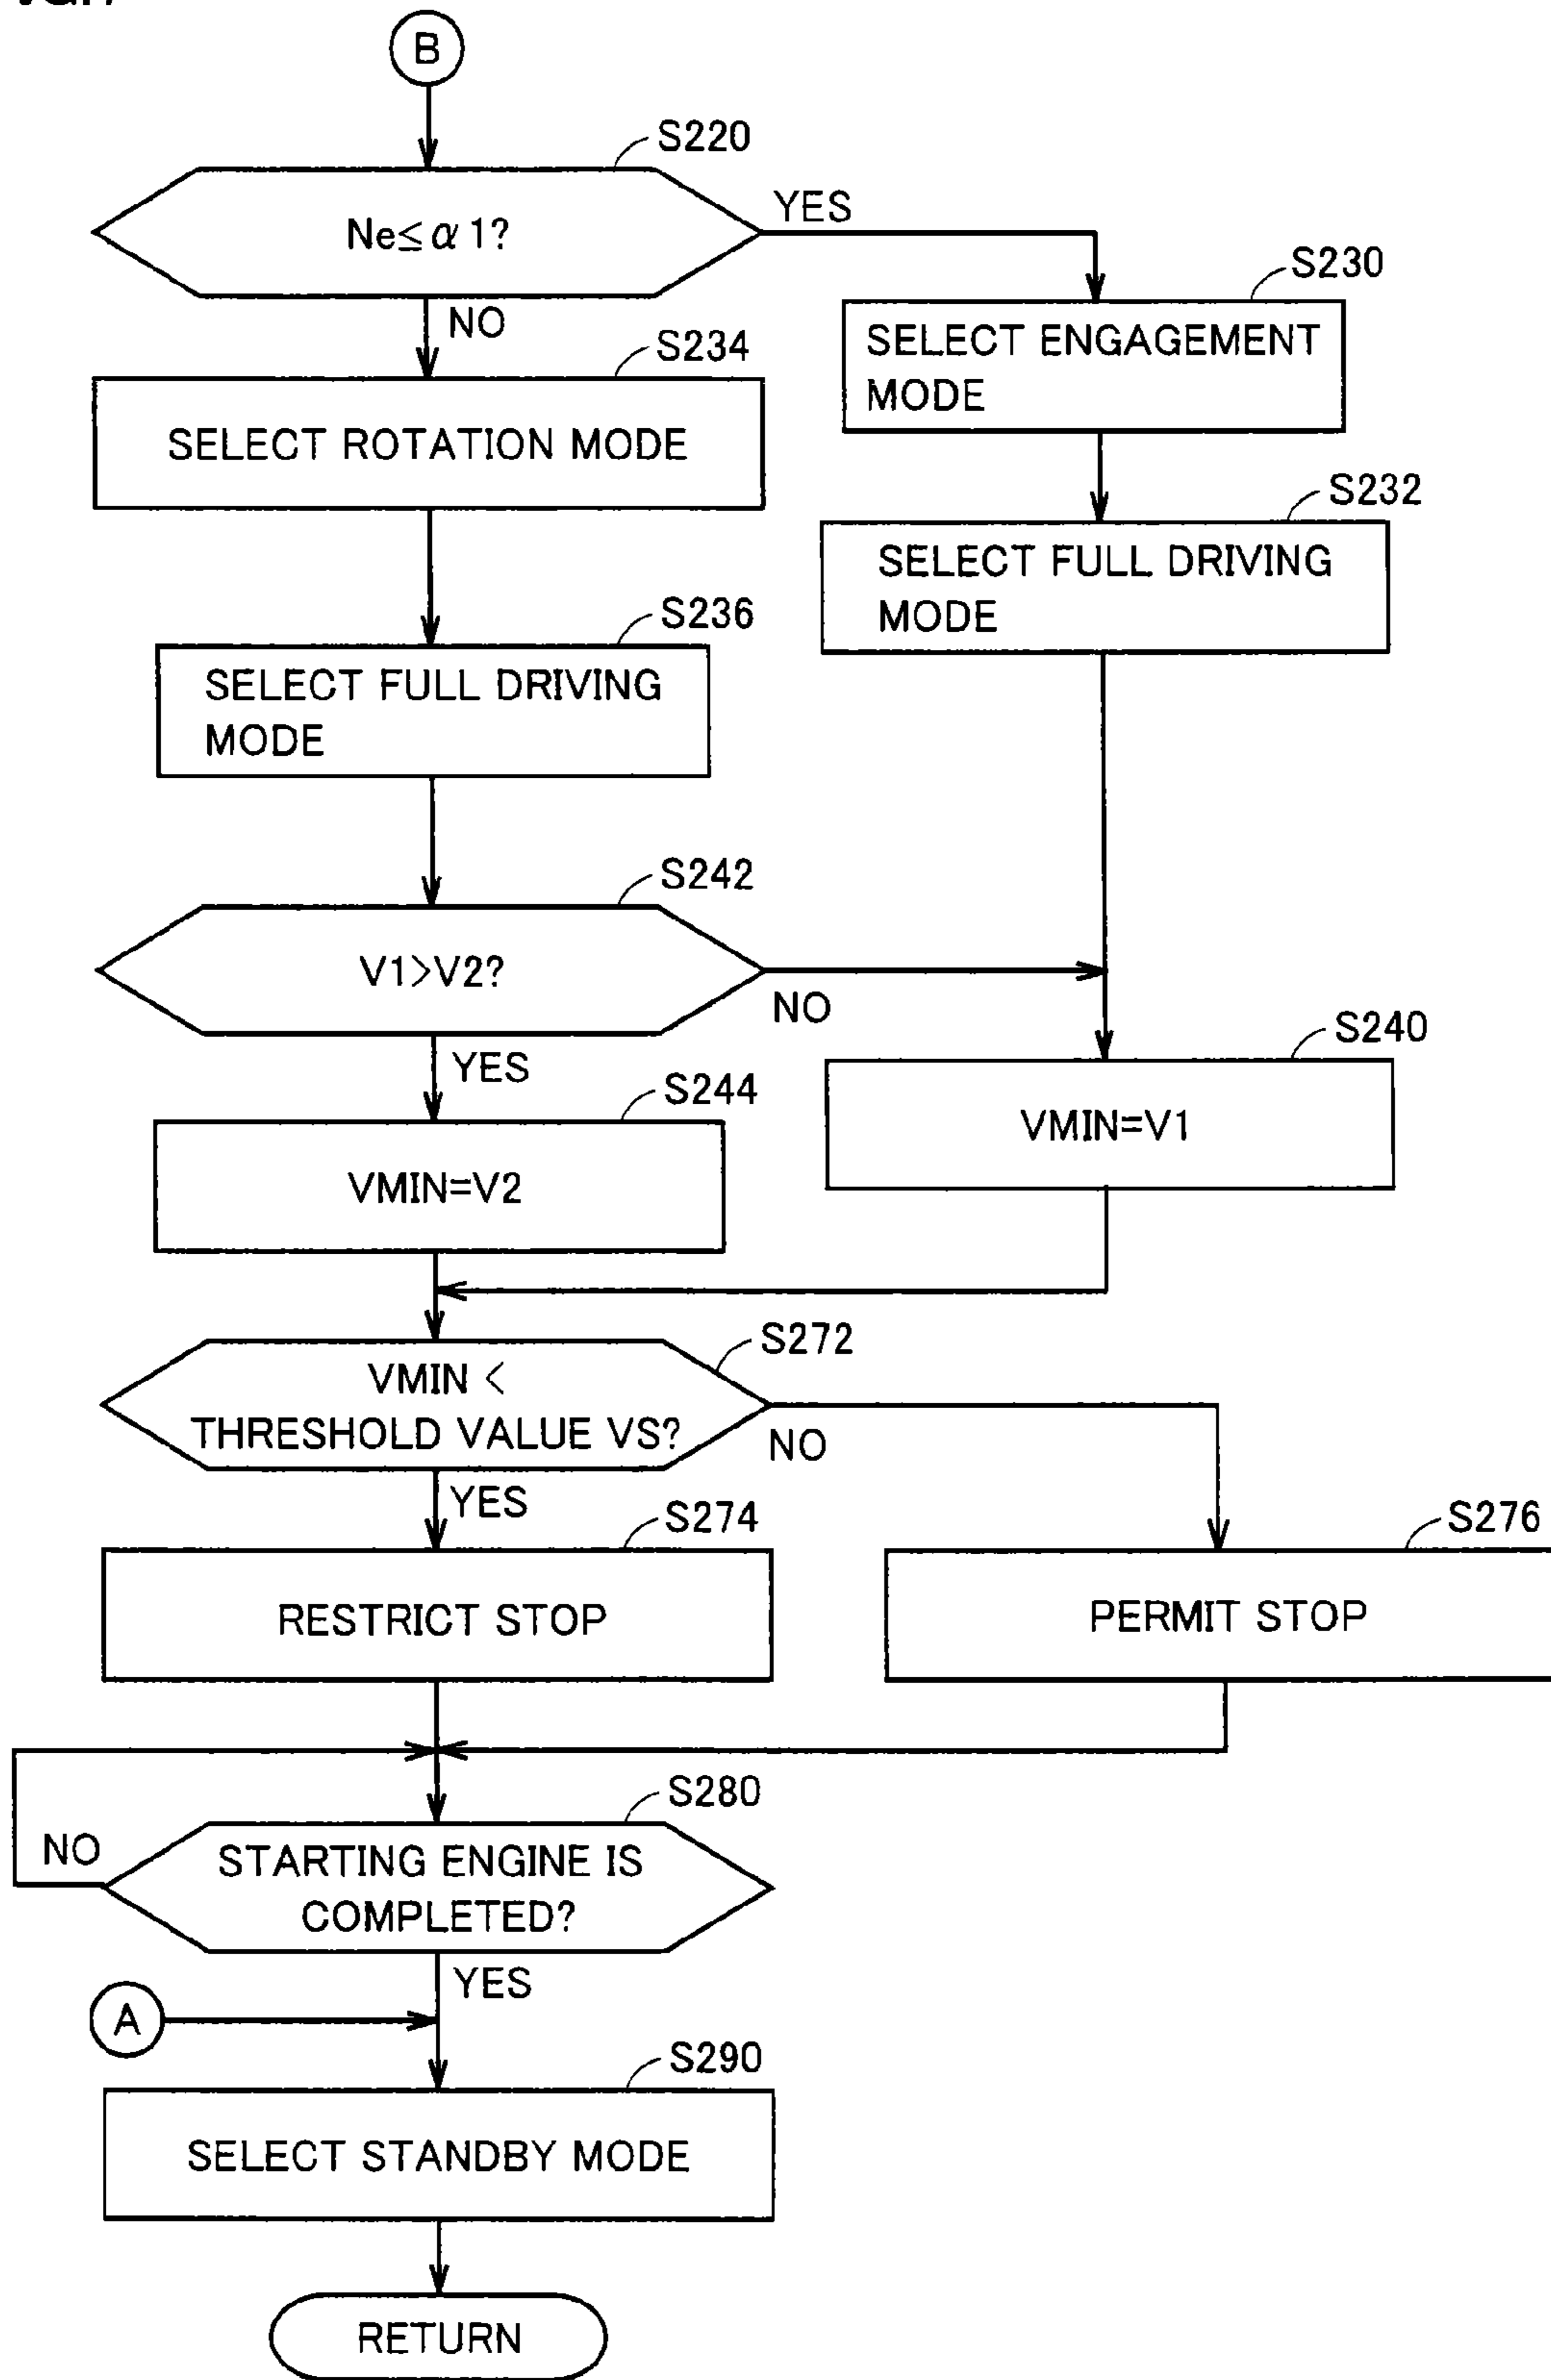 B
S220
Ne≦α1?
YES
NO
S230
SELECT ENGAGEMENT
MODE
S234
SELECT ROTATION MODE
S232
SELECT FULL DRIVING
MODE
S236
SELECT FULL DRIVING
MODE
S242
V1>V2?
NO
YES
S240
VMIN=V1
S244
VMIN=V2
S272
VMIN <
THRESHOLD VALUE VS?
NO
YES
S274
RESTRICT STOP
S276
PERMIT STOP
S280
NO
STARTING ENGINE IS
COMPLETED?
YES
A
S290
SELECT STANDBY MODE
RETURN